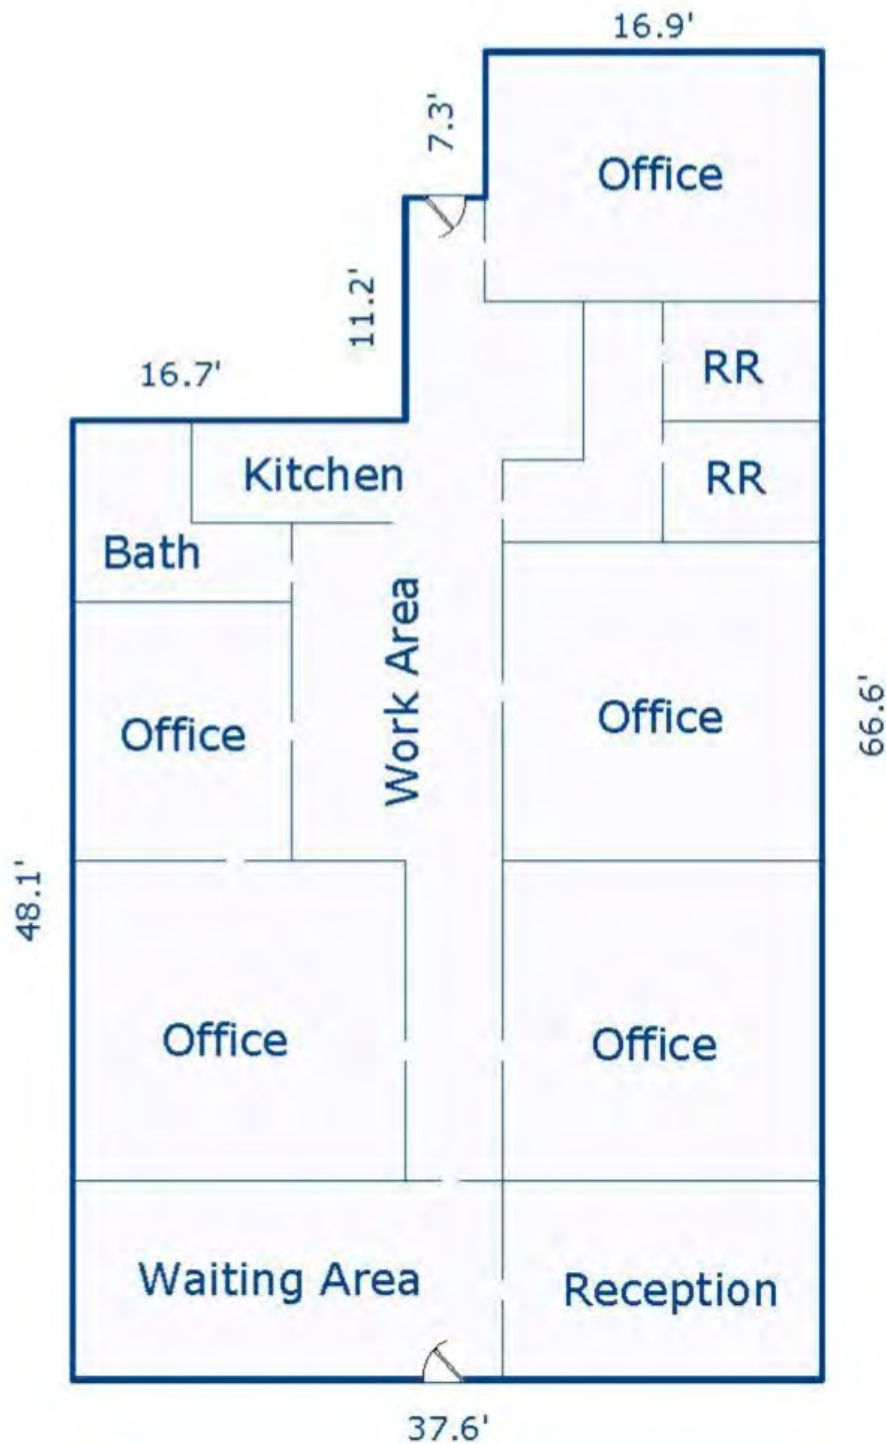 16.9'
7.3'
Office
11.2'
16.7'
RR
Kitchen
RR
Bath
Work Area
Office
Office
66.6'
48.1'
Office
Office
Waiting Area
Reception
37.6'